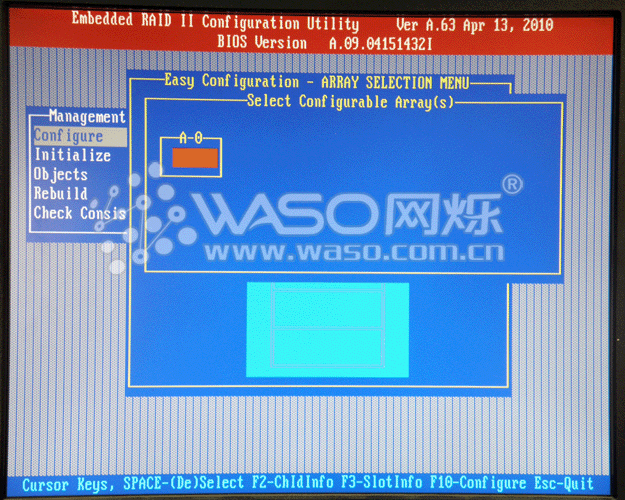 Embedded RAID II Configuration Utility Ver A.63 Apr 13, 2010
BIOS Version A.09.04151432I
Easy Configuration - ARRAY SELECTION MENU
Select Configurable Array(s)
Management
Configure
Initialize
Objects
Rebuild
Check Consis
A-0
WASO网烁®
www.waso.com.cn
Cursor Keys, SPACE-(De)Select F2-ChIdInfo F3-SlotInfo F10-Configure Esc-Quit